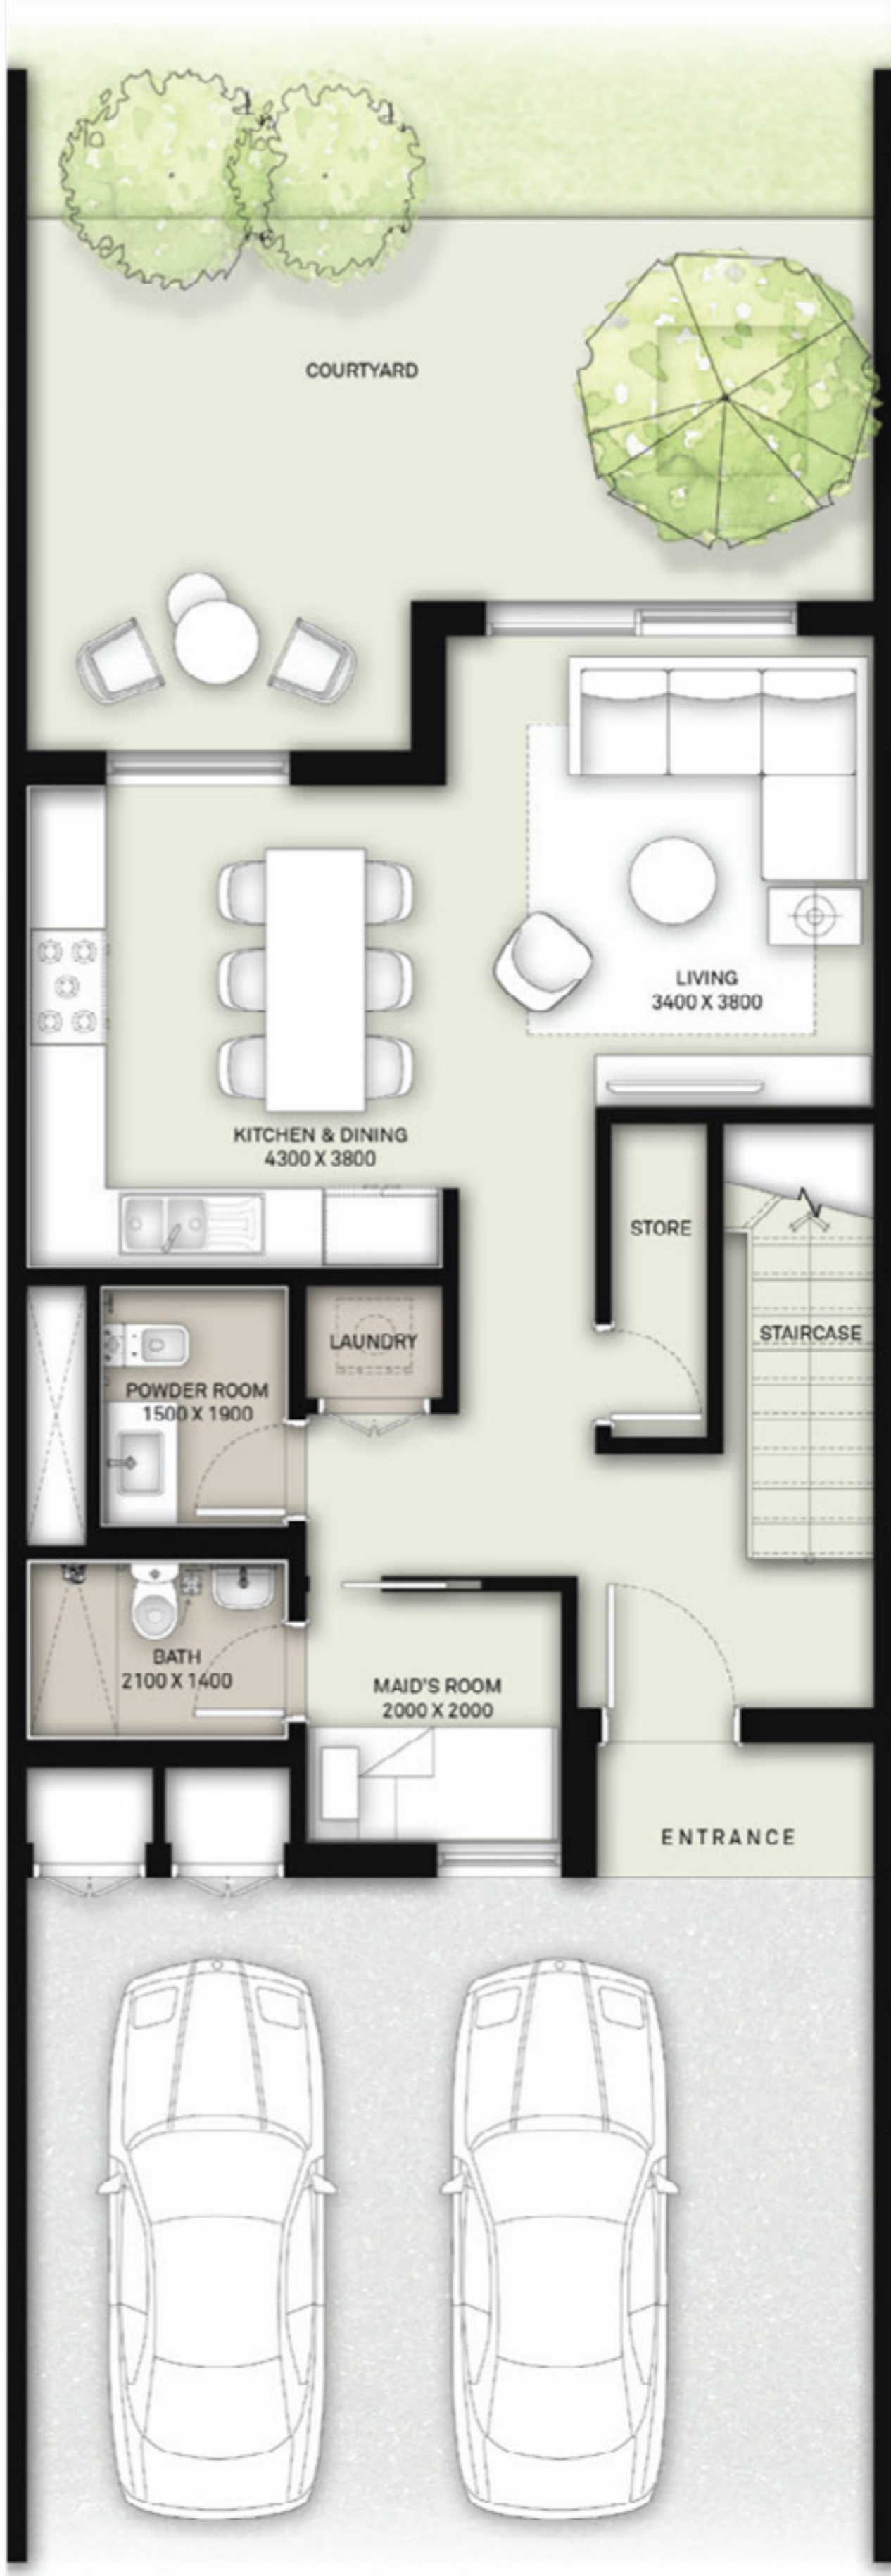 COURTYARD
LIVING
3400 X 3800
KITCHEN & DINING
4300 X 3800
STORE
STAIRCASE
LAUNDRY
POWDER ROOM
1500 X 1900
BATH
2100 X 1400
MAID'S ROOM
2000 X 2000
ENTRANCE